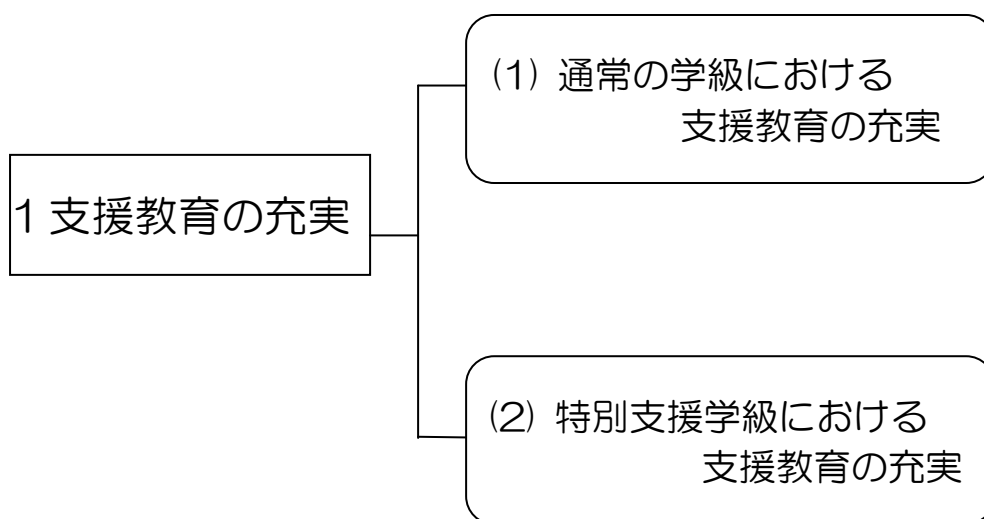 1 支援教育の充実
(1) 通常の学級における
支援教育の充実
(2) 特別支援学級における
支援教育の充実